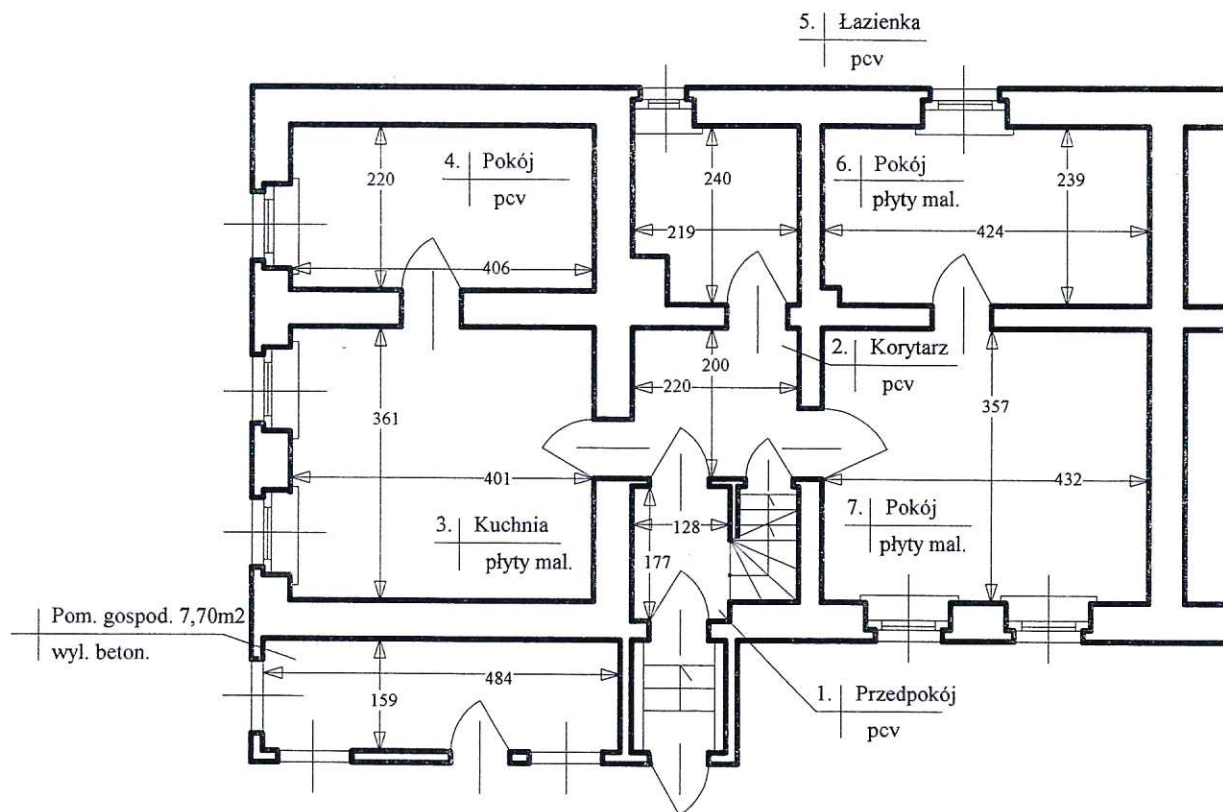 5. Łazienka
pcv
4. Pokój
pcv
220
406
240
219
6. Pokój
płyty mal.
239
424
2. Korytarz
pcv
200
220
361
401
357
432
3. Kuchnia
płyty mal.
128
177
7. Pokój
płyty mal.
Pom. gospod. 7,70m2
wyl. beton.
484
159
1. Przedpokój
pcv